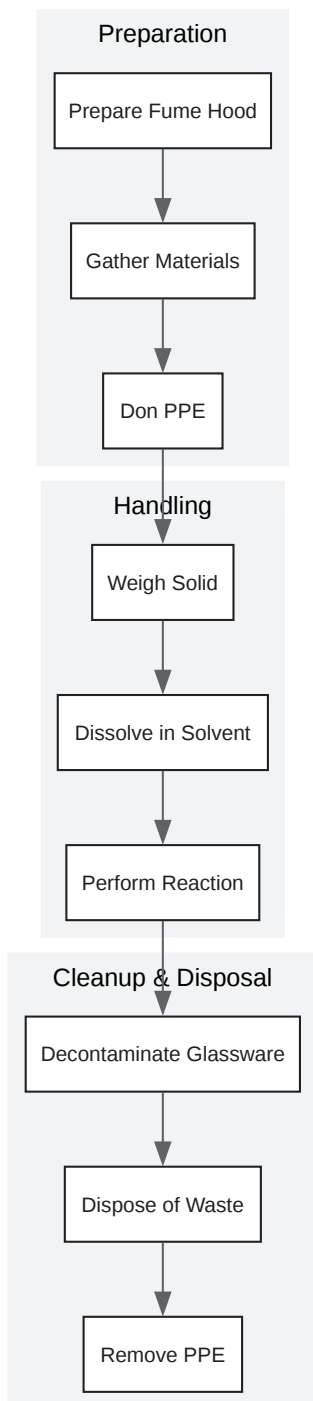 Preparation
Prepare Fume Hood
Gather Materials
Don PPE
Handling
Weigh Solid
Dissolve in Solvent
Perform Reaction
Cleanup & Disposal
Decontaminate Glassware
Dispose of Waste
Remove PPE